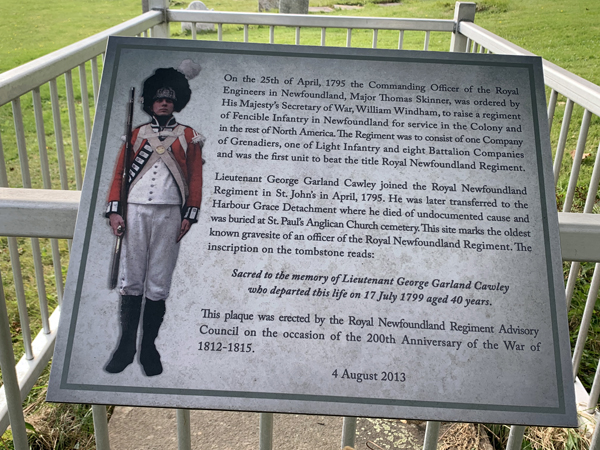 On the 25th of April, 1795 the Commanding Officer of the Royal
Engineers in Newfoundland, Major Thomas Skinner, was ordered by
His Majesty's Secretary of War, William Windham, to raise a regiment
of Fencible Infantry in Newfoundland for service in the Colony and
in the rest of North America. The Regiment was to consist of one Company
of Grenadiers, one of Light Infantry and eight Battalion Companies
and was the first unit to beat the title Royal Newfoundland Regiment.
Lieutenant George Garland Cawley joined the Royal Newfoundland
Regiment in St. John's in April, 1795. He was later transferred to the
Harbour Grace Detachment where he died of undocumented cause and
was buried at St. Paul's Anglican Church cemetery. This site marks the oldest
known gravesite of an officer of the Royal Newfoundland Regiment. The
inscription on the tombstone reads:
Sacred to the memory of Lieutenant George Garland Cawley
who departed this life on 17 July 1799 aged 40 years.
This plaque was erected by the Royal Newfoundland Regiment Advisory
Council on the occasion of the 200th Anniversary of the War of
1812-1815.
4 August 2013